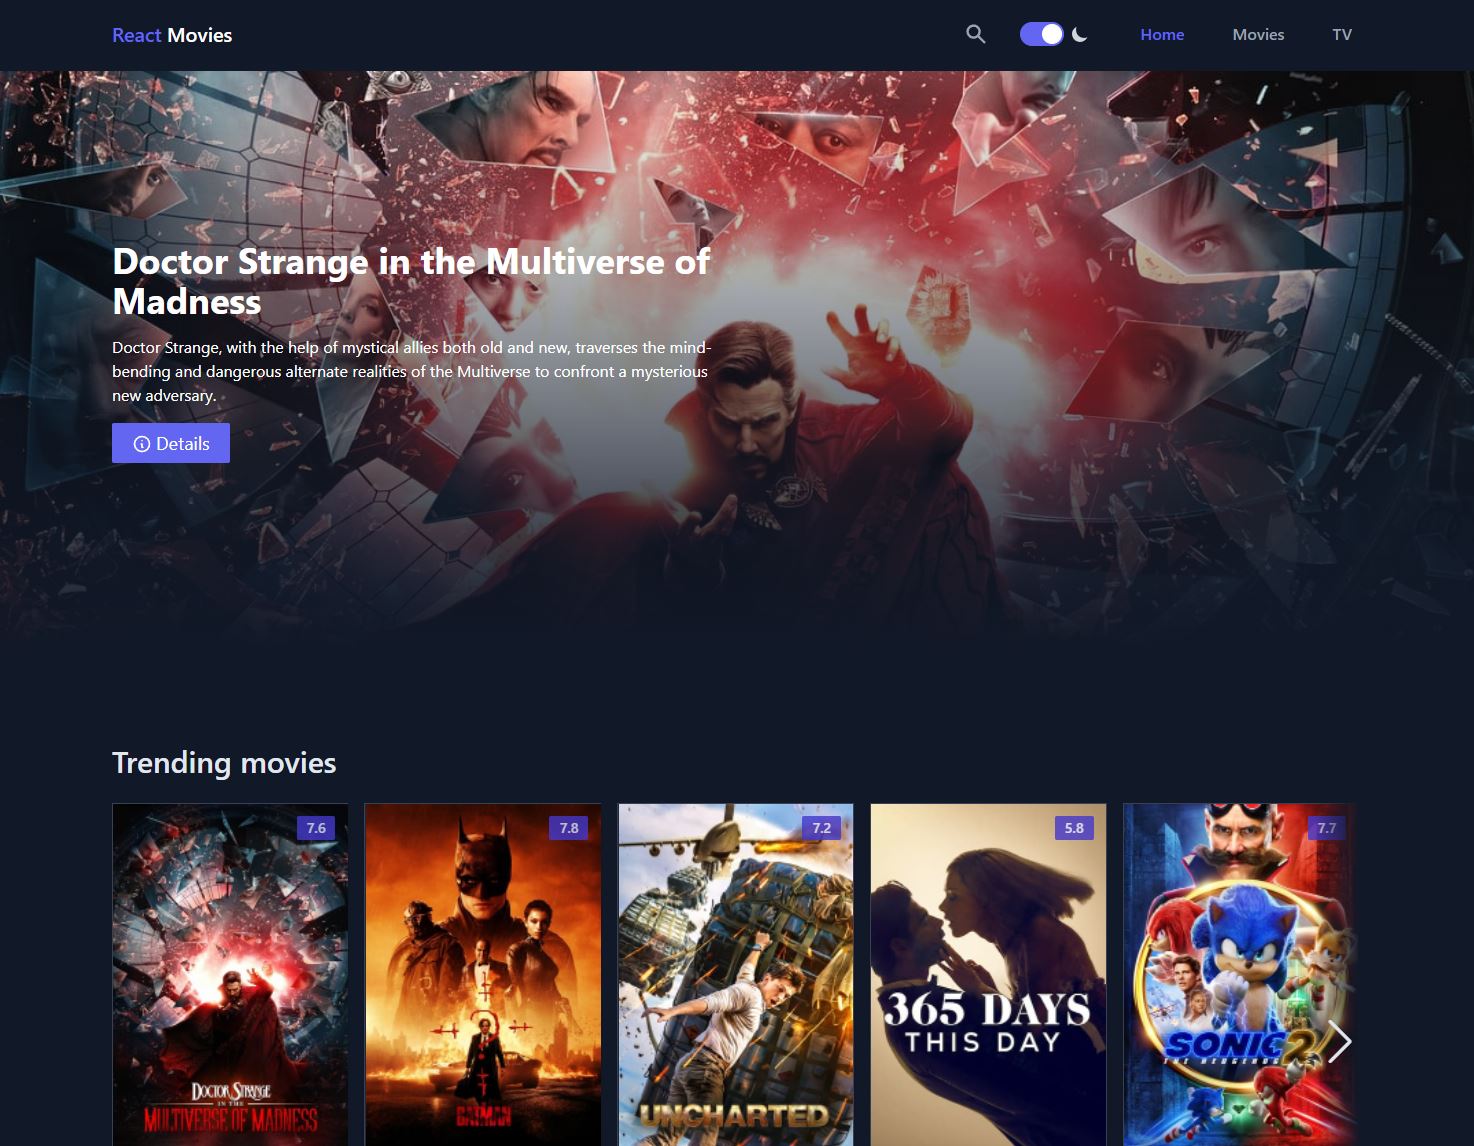 React Movies
Home
Movies
TV
Doctor Strange in the Multiverse of
Madness
Doctor Strange, with the help of mystical allies both old and new, traverses the mind-
bending and dangerous alternate realities of the Multiverse to confront a mysterious
new adversary.
Details
Trending movies
7.6
7.8
7.2
5.8
7.7
DOCTOR STRANGE
IN THE
MULTIVERSE OF MADNESS
BATMAN
UNCHARTED
365 DAYS
THIS DAY
SONIC 2
THE HEDGEHOG